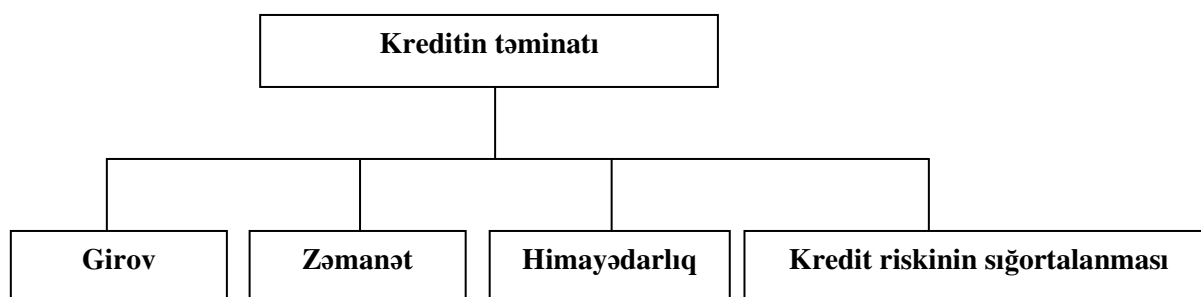 Kreditin təminatı
Girov
Zəmanət
Himayədarlıq
Kredit riskinin sığortalanması